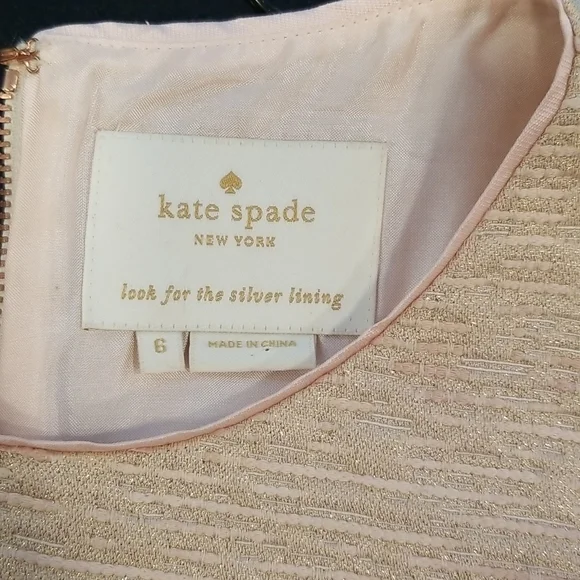 kate spade
NEW YORK
look for the silver lining
6
MADE IN CHINA